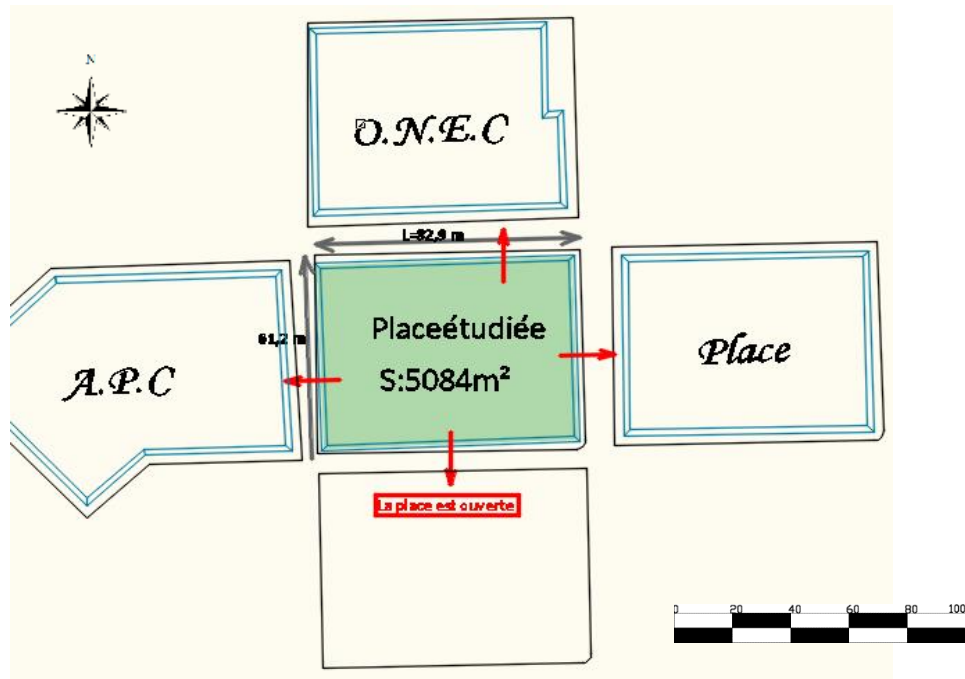 N
O.N.E.C
L=82,9 m
61,2 m
Placeétudiée
S:5084m²
Place
A.P.C
La place est ouverte
0 20 40 60 80 100